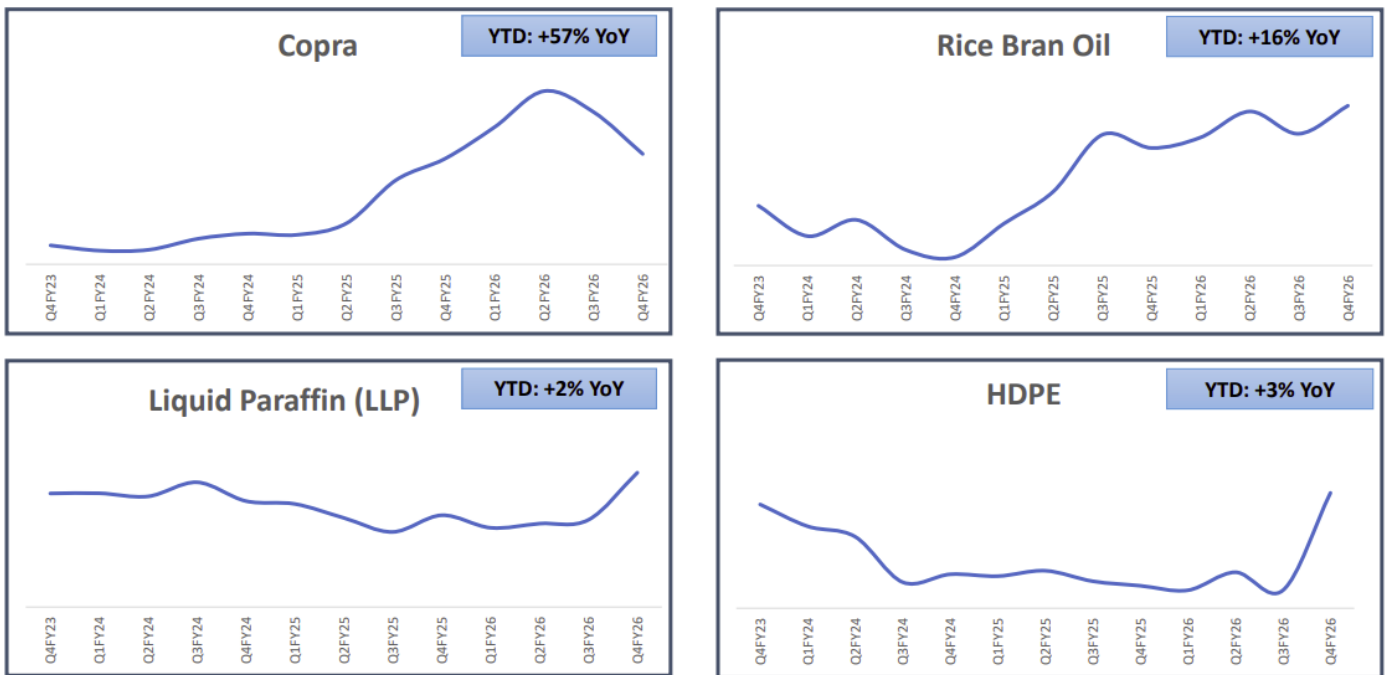 Copra
YTD: +57% YoY
Q4FY23
Q1FY24
Q2FY24
Q3FY24
Q4FY24
Q1FY25
Q2FY25
Q3FY25
Q4FY25
Q1FY26
Q2FY26
Q3FY26
Q4FY26
Rice Bran Oil
YTD: +16% YoY
Q4FY23
Q1FY24
Q2FY24
Q3FY24
Q4FY24
Q1FY25
Q2FY25
Q3FY25
Q4FY25
Q1FY26
Q2FY26
Q3FY26
Q4FY26
Liquid Paraffin (LLP)
YTD: +2% YoY
Q4FY23
Q1FY24
Q2FY24
Q3FY24
Q4FY24
Q1FY25
Q2FY25
Q3FY25
Q4FY25
Q1FY26
Q2FY26
Q3FY26
Q4FY26
HDPE
YTD: +3% YoY
Q4FY23
Q1FY24
Q2FY24
Q3FY24
Q4FY24
Q1FY25
Q2FY25
Q3FY25
Q4FY25
Q1FY26
Q2FY26
Q3FY26
Q4FY26